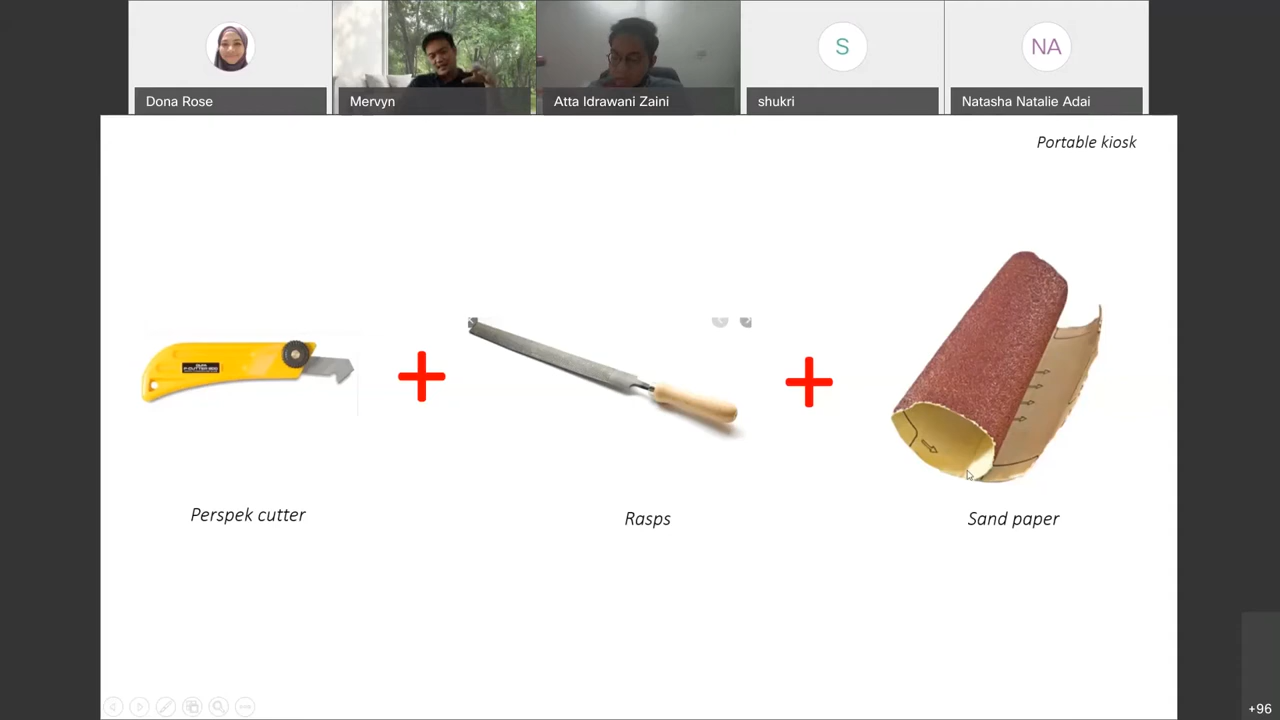 Dona Rose
Mervyn
Atta Idrawani Zaini
shukri
Natasha Natalie Adai
S
NA
Portable kiosk
Perspek cutter
Rasps
Sand paper
+96